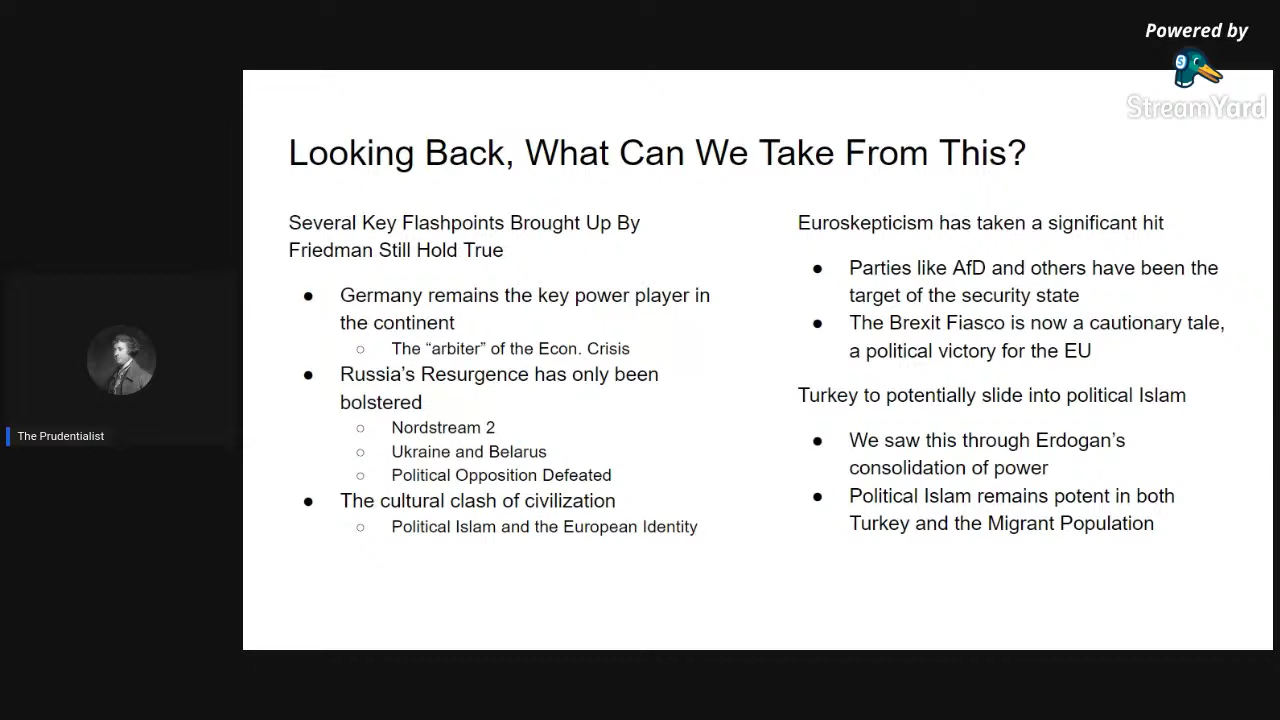 Powered by
StreamYard
Looking Back, What Can We Take From This?
Several Key Flashpoints Brought Up By
Friedman Still Hold True
● Germany remains the key power player in
the continent
○ The “arbiter” of the Econ. Crisis
● Russia’s Resurgence has only been
bolstered
○ Nordstream 2
○ Ukraine and Belarus
○ Political Opposition Defeated
● The cultural clash of civilization
○ Political Islam and the European Identity
Euroskepticism has taken a significant hit
● Parties like AfD and others have been the
target of the security state
● The Brexit Fiasco is now a cautionary tale,
a political victory for the EU
Turkey to potentially slide into political Islam
● We saw this through Erdogan’s
consolidation of power
● Political Islam remains potent in both
Turkey and the Migrant Population
The Prudentialist